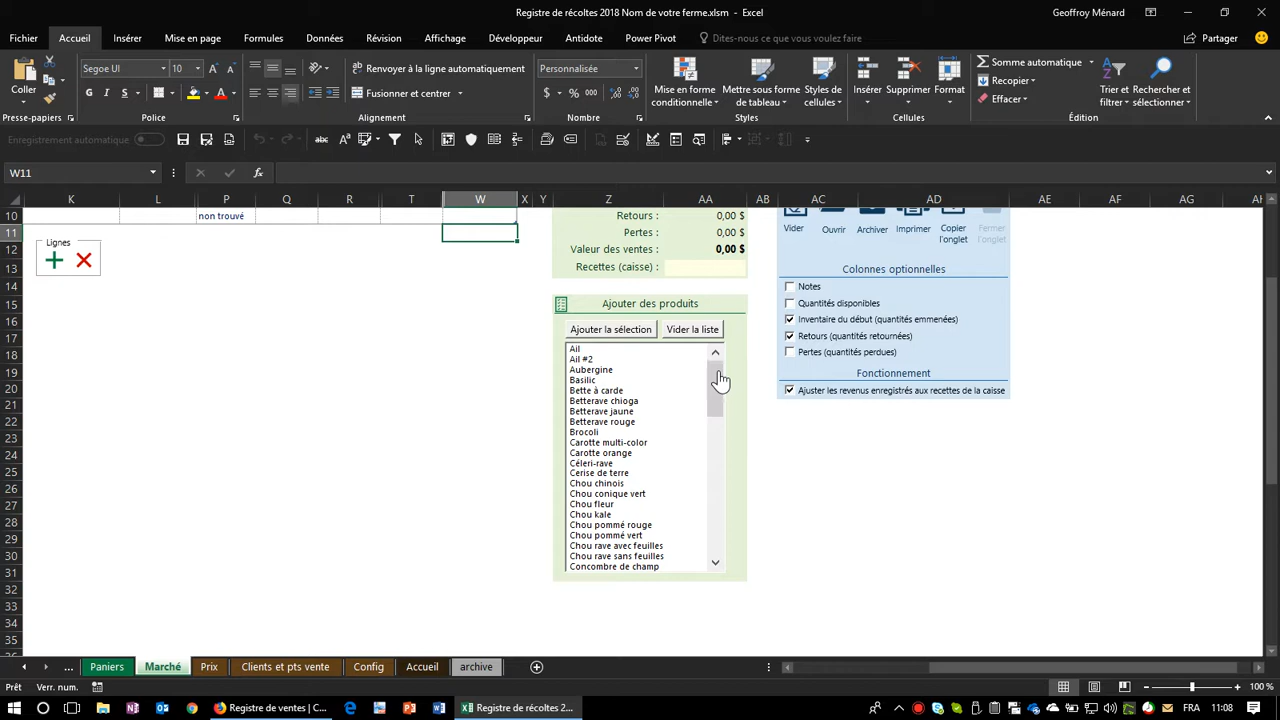 Registre de récoltes 2018 Nom de votre ferme.xlsm - Excel
Geoffroy Ménard
Fichier Accueil Insérer Mise en page Formules Données Révision Affichage Développeur Antidote Power Pivot Dites-nous ce que vous voulez faire Partager
Coller
Segoe UI 10
Renvoyer à la ligne automatiquement
Personnalisée
G I S
Fusionner et centrer
$ % 000
Mise en forme conditionnelle
Mettre sous forme de tableau
Styles de cellules
Insérer Supprimer Format
Somme automatique
Recopier
Effacer
Trier et filtrer
Rechercher et sélectionner
Presse-papiers Police Alignement Nombre Styles Cellules Édition
Enregistrement automatique
W11
K L P Q R T W X Y Z AA AB AC AD AE AF AG
10 non trouvé
Retours : 0,00 $
Vider Ouvrir Archiver Imprimer Copier l'onglet Fermer l'onglet
11
Pertes : 0,00 $
Lignes
12
Valeur des ventes : 0,00 $
13
Recettes (caisse) :
Colonnes optionnelles
14
Notes
15
Ajouter des produits
Quantités disponibles
16
Inventaire du début (quantités emmenées)
17
Ajouter la sélection Vider la liste
Retours (quantités retournées)
18
Ail
Pertes (quantités perdues)
Ail #2
19
Aubergine
Fonctionnement
Basilic
20
Bette à carde
Ajuster les revenus enregistrés aux recettes de la caisse
21
Betterave chioga
Betterave jaune
22
Betterave rouge
Brocoli
23
Carotte multi-color
24
Carotte orange
Céleri-rave
25
Cerise de terre
26
Chou chinois
Chou conique vert
27
Chou fleur
Chou kale
28
Chou pommé rouge
29
Chou pommé vert
Chou rave avec feuilles
30
Chou rave sans feuilles
31
Concombre de champ
32
33
34
35
... Paniers Marché Prix Clients et pts vente Config Accueil archive
Prêt Verr. num. 100 %
Registre de ventes | C...
Registre de récoltes 2...
FRA 11:08